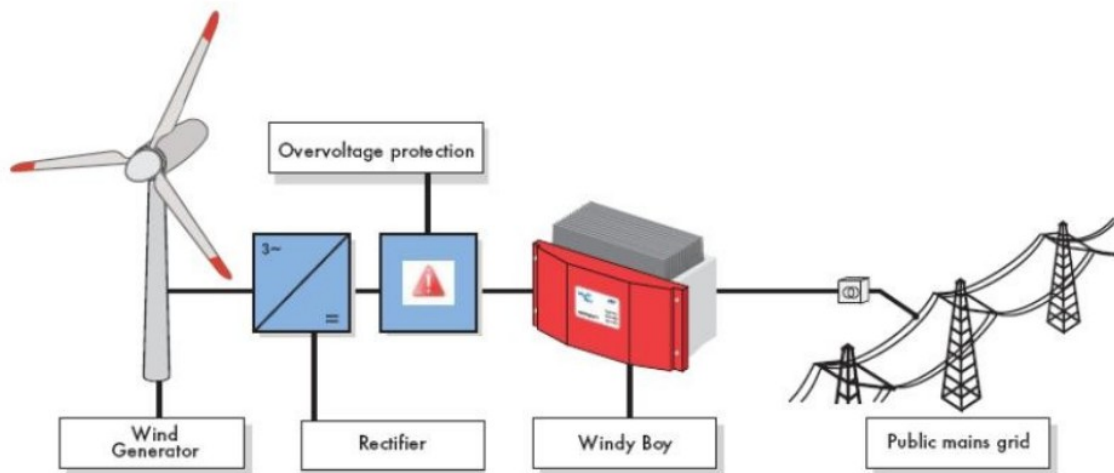 Overvoltage protection
3~
=
Wind
Generator
Rectifier
Windy Boy
Public mains grid